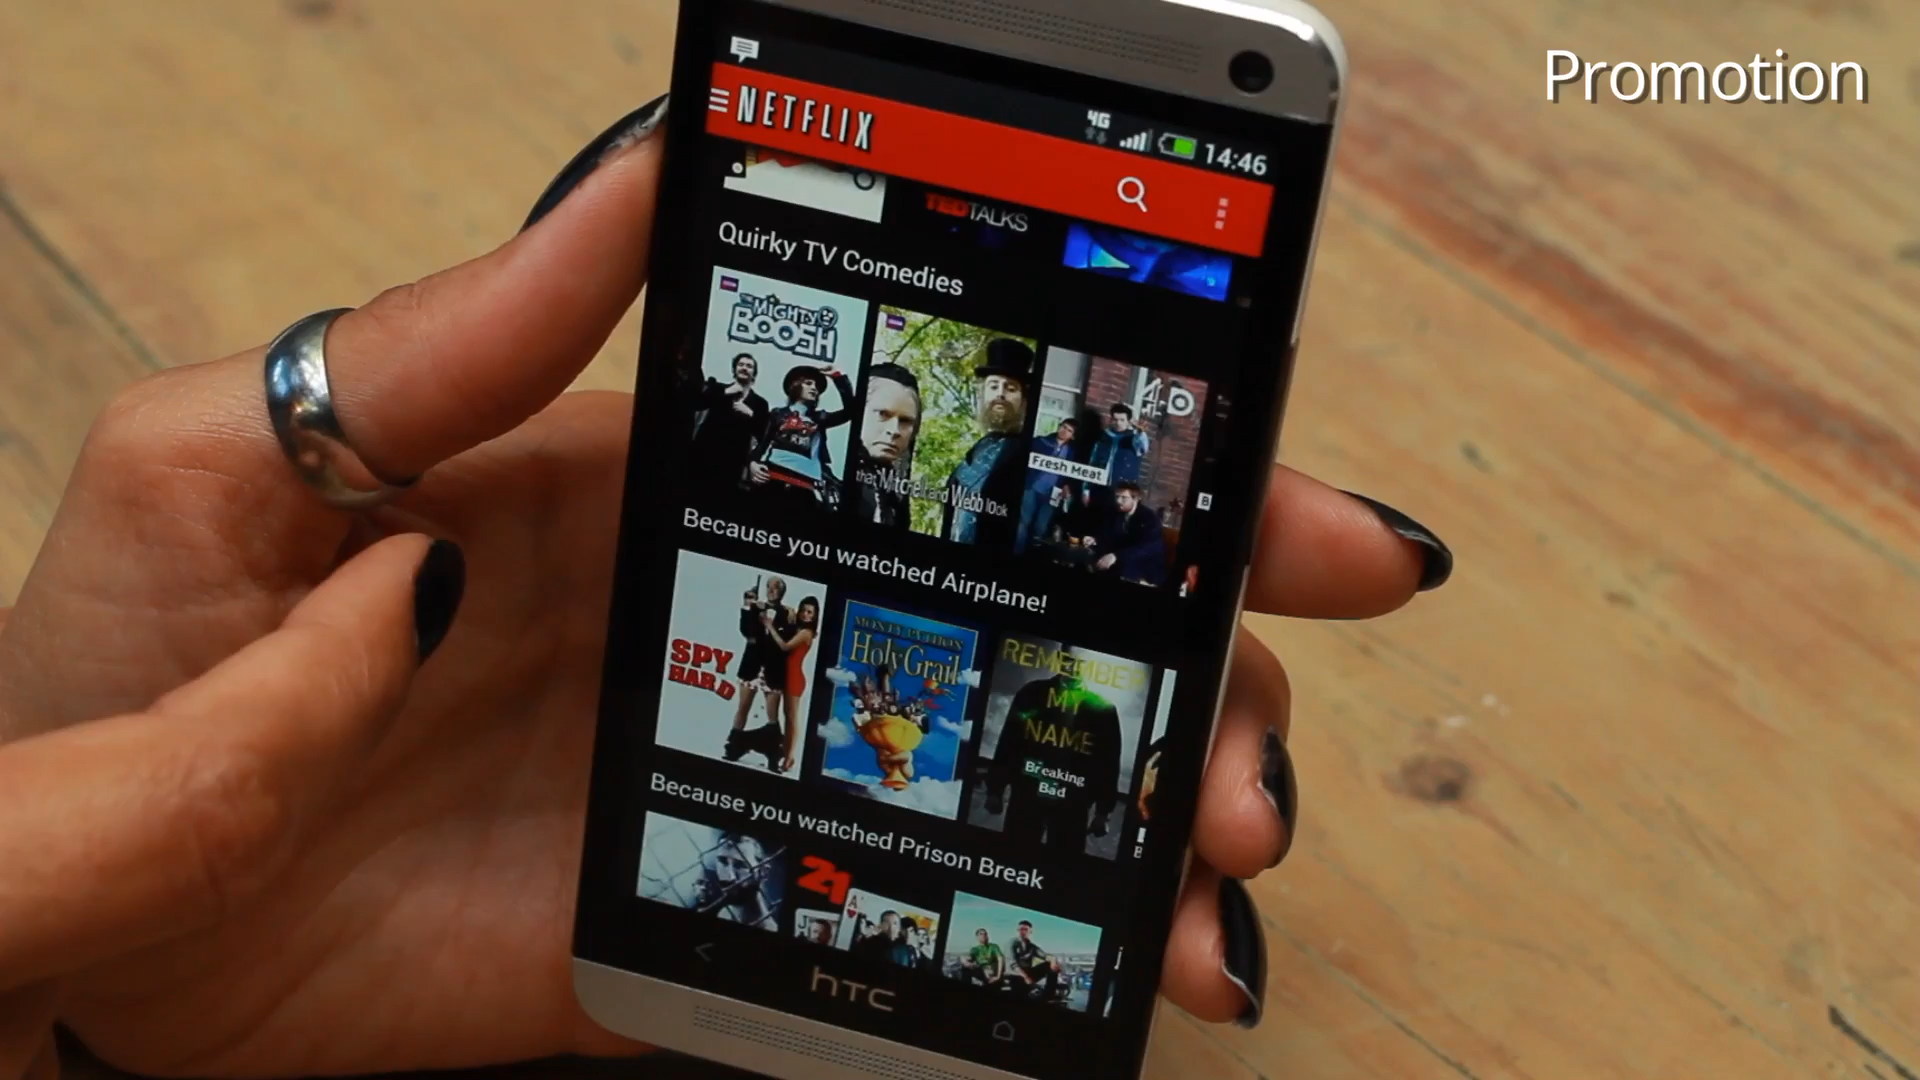 Promotion
NETFLIX
4G
14:46
TEDTALKS
Quirky TV Comedies
THE MIGHTY BOOSH
that Mitchell and Webb look
4OD
Fresh Meat
Because you watched Airplane!
SPY HARD
MONTY PYTHON
Holy Grail
REMEMBER
MY
NAME
Breaking
Bad
Because you watched Prison Break
21
hTC